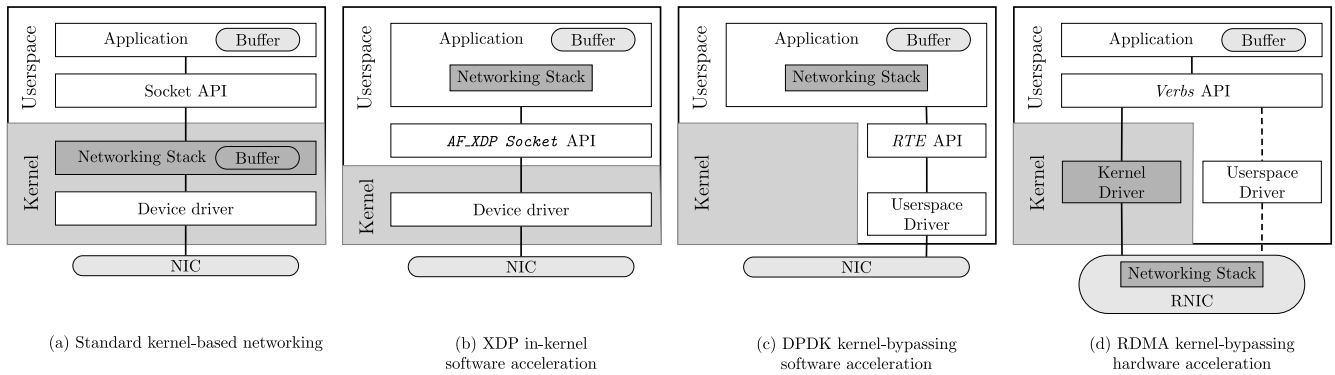 Userspace
Kernel
Application
Buffer
Socket API
Networking Stack
Buffer
Device driver
NIC
(a) Standard kernel-based networking
Userspace
Kernel
Application
Buffer
Networking Stack
AF_XDP Socket API
Device driver
NIC
(b) XDP in-kernel
software acceleration
Userspace
Kernel
Application
Buffer
Networking Stack
RTE API
Userspace
Driver
NIC
(c) DPDK kernel-bypassing
software acceleration
Userspace
Kernel
Application
Buffer
Verbs API
Kernel
Driver
Userspace
Driver
Networking Stack
RNIC
(d) RDMA kernel-bypassing
hardware acceleration